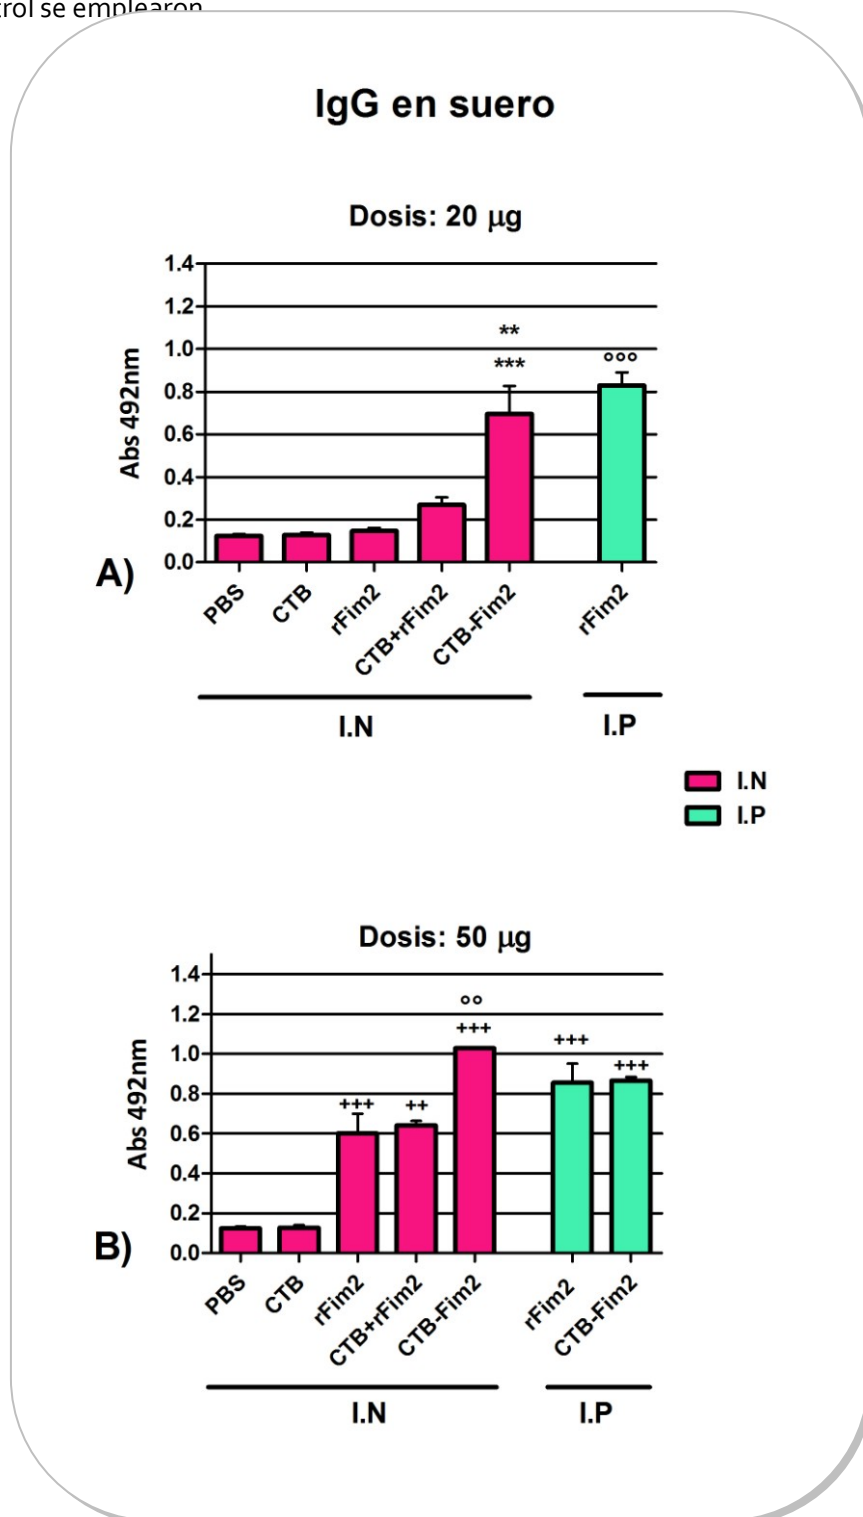 trol se emplearon
IgG en suero
Dosis: 20 μg
1.4
1.2
1.0
0.8
0.6
0.4
0.2
0.0
Abs 492nm
**
***
°°°
A)
PBS
CTB
rFim2
CTB+rFim2
CTB-Fim2
rFim2
I.N
I.P
I.N
I.P
Dosis: 50 μg
1.4
1.2
1.0
0.8
0.6
0.4
0.2
0.0
Abs 492nm
+++
++
°°
+++
+++
+++
B)
PBS
CTB
rFim2
CTB+rFim2
CTB-Fim2
rFim2
CTB-Fim2
I.N
I.P